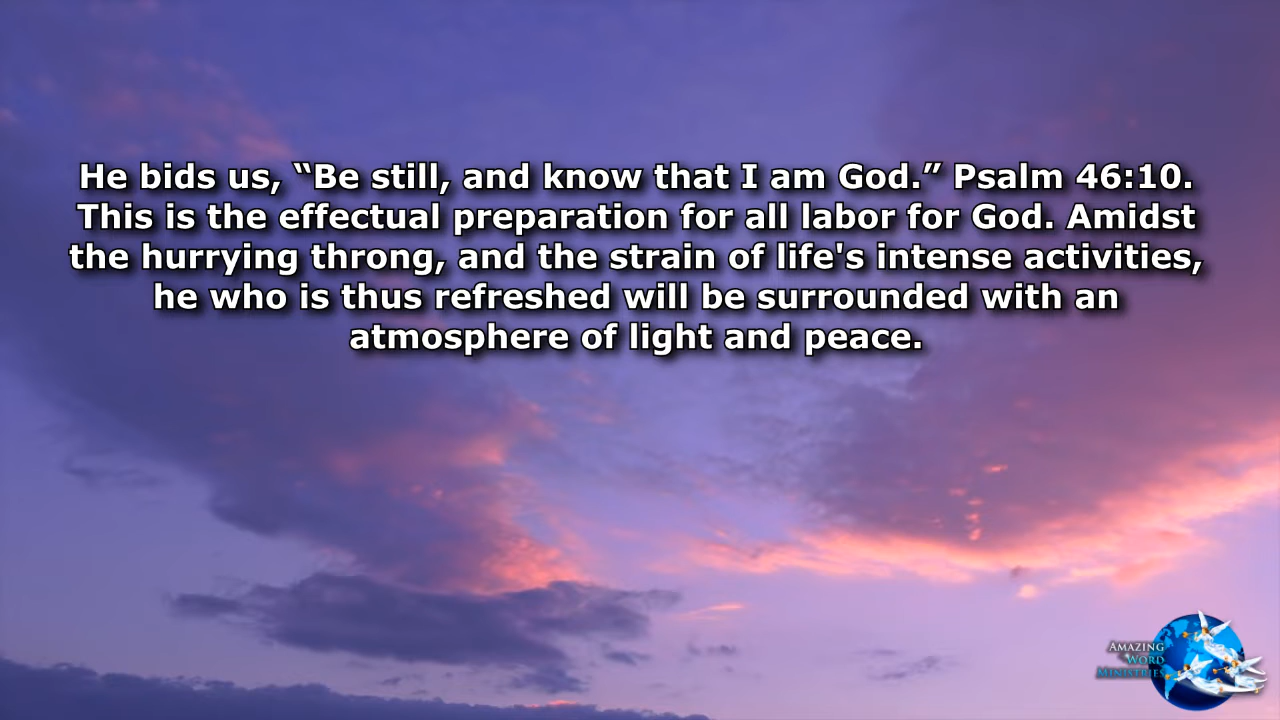 He bids us, “Be still, and know that I am God.” Psalm 46:10.
This is the effectual preparation for all labor for God. Amidst
the hurrying throng, and the strain of life's intense activities,
he who is thus refreshed will be surrounded with an
atmosphere of light and peace.
Amazing
Word
Ministries